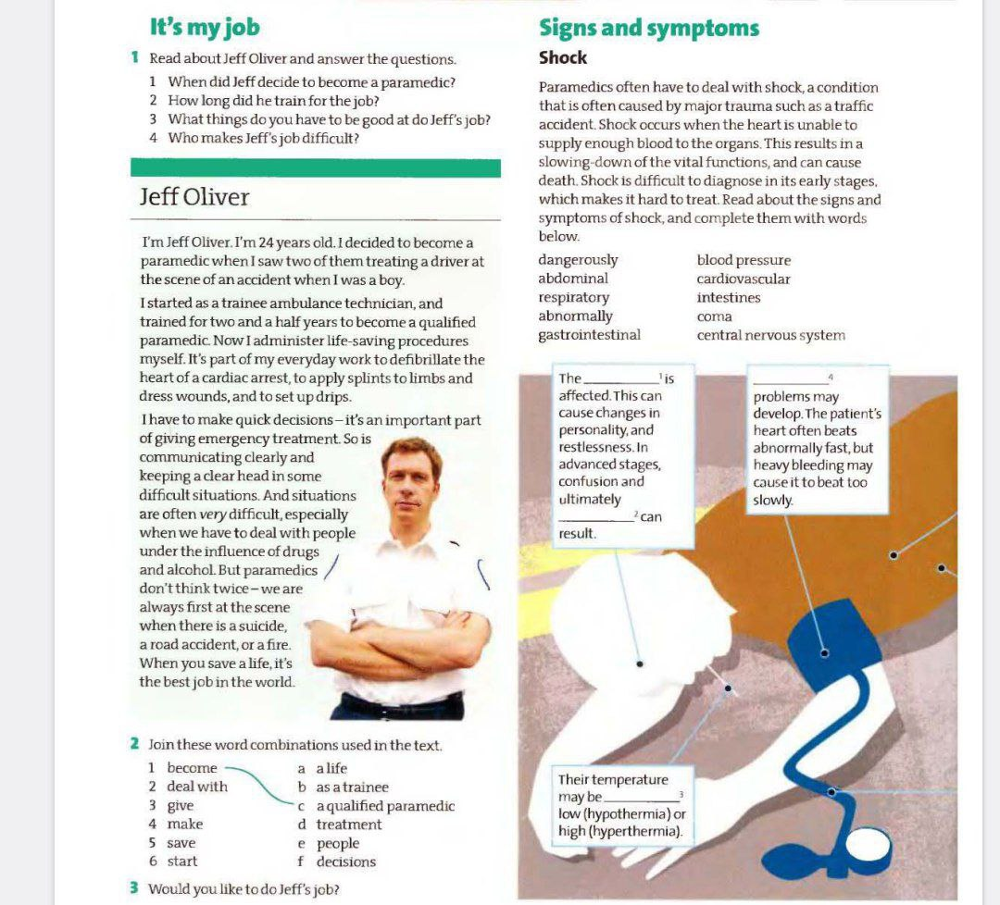 It's my job
1 Read about Jeff Oliver and answer the questions.
1 When did Jeff decide to become a paramedic?
2 How long did he train for the job?
3 What things do you have to be good at do Jeff's job?
4 Who makes Jeff's job difficult?
Jeff Oliver
I'm Jeff Oliver. I'm 24 years old. I decided to become a
paramedic when I saw two of them treating a driver at
the scene of an accident when I was a boy.
I started as a trainee ambulance technician, and
trained for two and a half years to become a qualified
paramedic. Now I administer life-saving procedures
myself. It's part of my everyday work to defibrillate the
heart of a cardiac arrest, to apply splints to limbs and
dress wounds, and to set up drips.
I have to make quick decisions – it's an important part
of giving emergency treatment. So is
communicating clearly and
keeping a clear head in some
difficult situations. And situations
are often very difficult, especially
when we have to deal with people
under the influence of drugs
and alcohol. But paramedics
don't think twice – we are
always first at the scene
when there is a suicide,
a road accident, or a fire.
When you save a life, it's
the best job in the world.
2 Join these word combinations used in the text.
1 become a a life
2 deal with b as a trainee
3 give c a qualified paramedic
4 make d treatment
5 save e people
6 start f decisions
3 Would you like to do Jeff's job?
Signs and symptoms
Shock
Paramedics often have to deal with shock, a condition
that is often caused by major trauma such as a traffic
accident. Shock occurs when the heart is unable to
supply enough blood to the organs. This results in a
slowing-down of the vital functions, and can cause
death. Shock is difficult to diagnose in its early stages,
which makes it hard to treat. Read about the signs and
symptoms of shock, and complete them with words
below.
dangerously blood pressure
abdominal cardiovascular
respiratory intestines
abnormally coma
gastrointestinal central nervous system
The __________ 1 is
affected. This can
cause changes in
personality, and
restlessness. In
advanced stages,
confusion and
ultimately
__________ 2 can
result.
__________ 4
problems may
develop. The patient's
heart often beats
abnormally fast, but
heavy bleeding may
cause it to beat too
slowly.
Their temperature
may be __________ 3
low (hypothermia) or
high (hyperthermia).